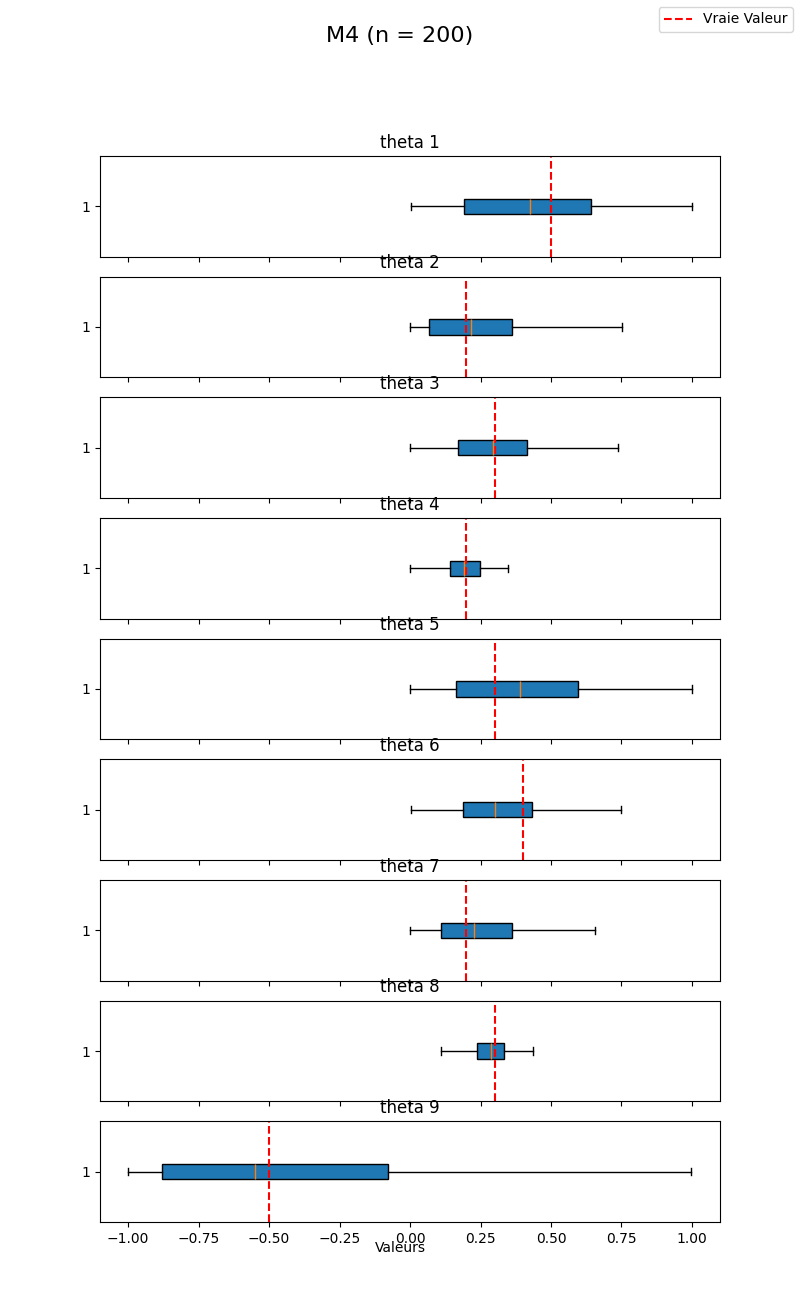 Vraie Valeur
M4 (n = 200)
theta 1
1
theta 2
1
theta 3
1
theta 4
1
theta 5
1
theta 6
1
theta 7
1
theta 8
1
theta 9
1
−1.00 −0.75 −0.50 −0.25 0.00 0.25 0.50 0.75 1.00
Valeurs